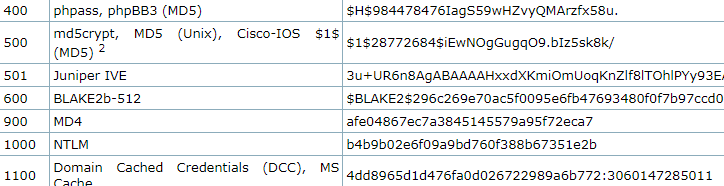 400 phpass, phpBB3 (MD5) $H$984478476IagS59wHZvyQMArzfx58u.
500 md5crypt, MD5 (Unix), Cisco-IOS $1$ (MD5) 2 $1$28772684$iEwNOgGugqO9.bIz5sk8k/
501 Juniper IVE 3u+UR6n8AgABAAAAHxxdXKmiOmUoqKnZlf8lTOhlPYy93EA
600 BLAKE2b-512 $BLAKE2$296c269e70ac5f0095e6fb47693480f0f7b97ccd0
900 MD4 afe04867ec7a3845145579a95f72eca7
1000 NTLM b4b9b02e6f09a9bd760f388b67351e2b
1100 Domain Cached Credentials (DCC), MS Cache 4dd8965d1d476fa0d026722989a6b772:3060147285011